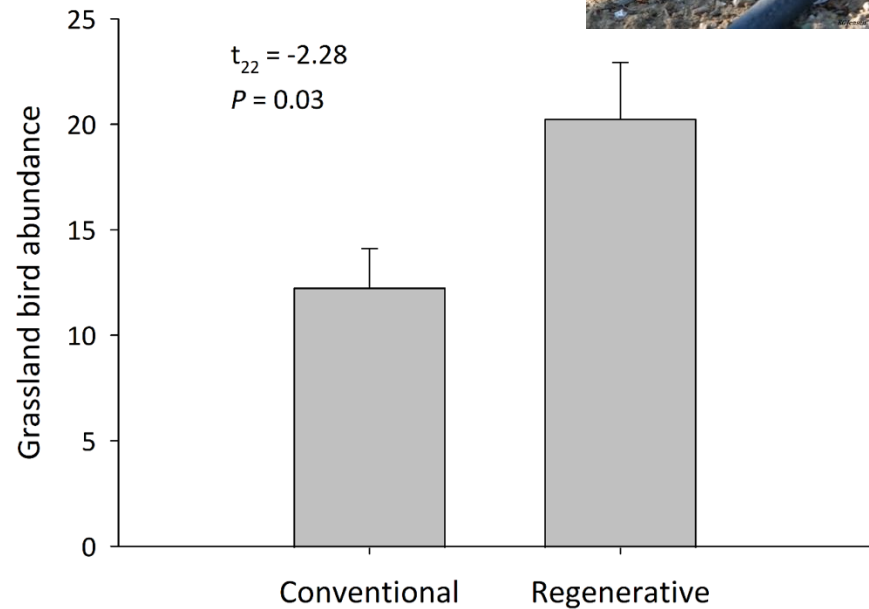 25
20
15
10
5
0
Grassland bird abundance
t₂₂ = -2.28
P = 0.03
Conventional Regenerative